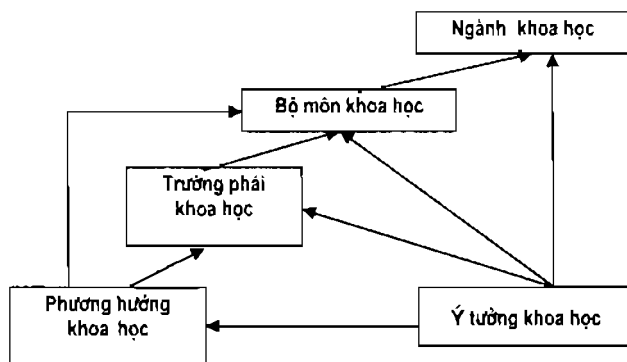 Ngành khoa học
Bộ môn khoa học
Trường phái
khoa học
Phương hướng
khoa học
Ý tưởng khoa học